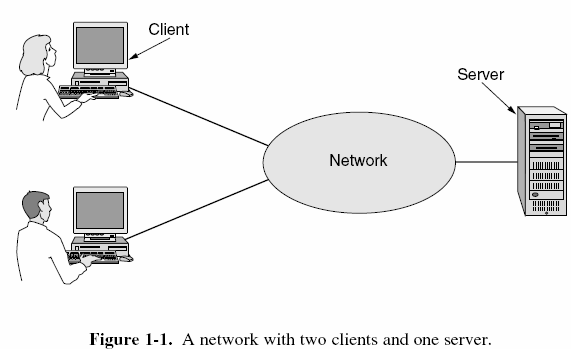 Client
Server
Network
Figure 1-1. A network with two clients and one server.